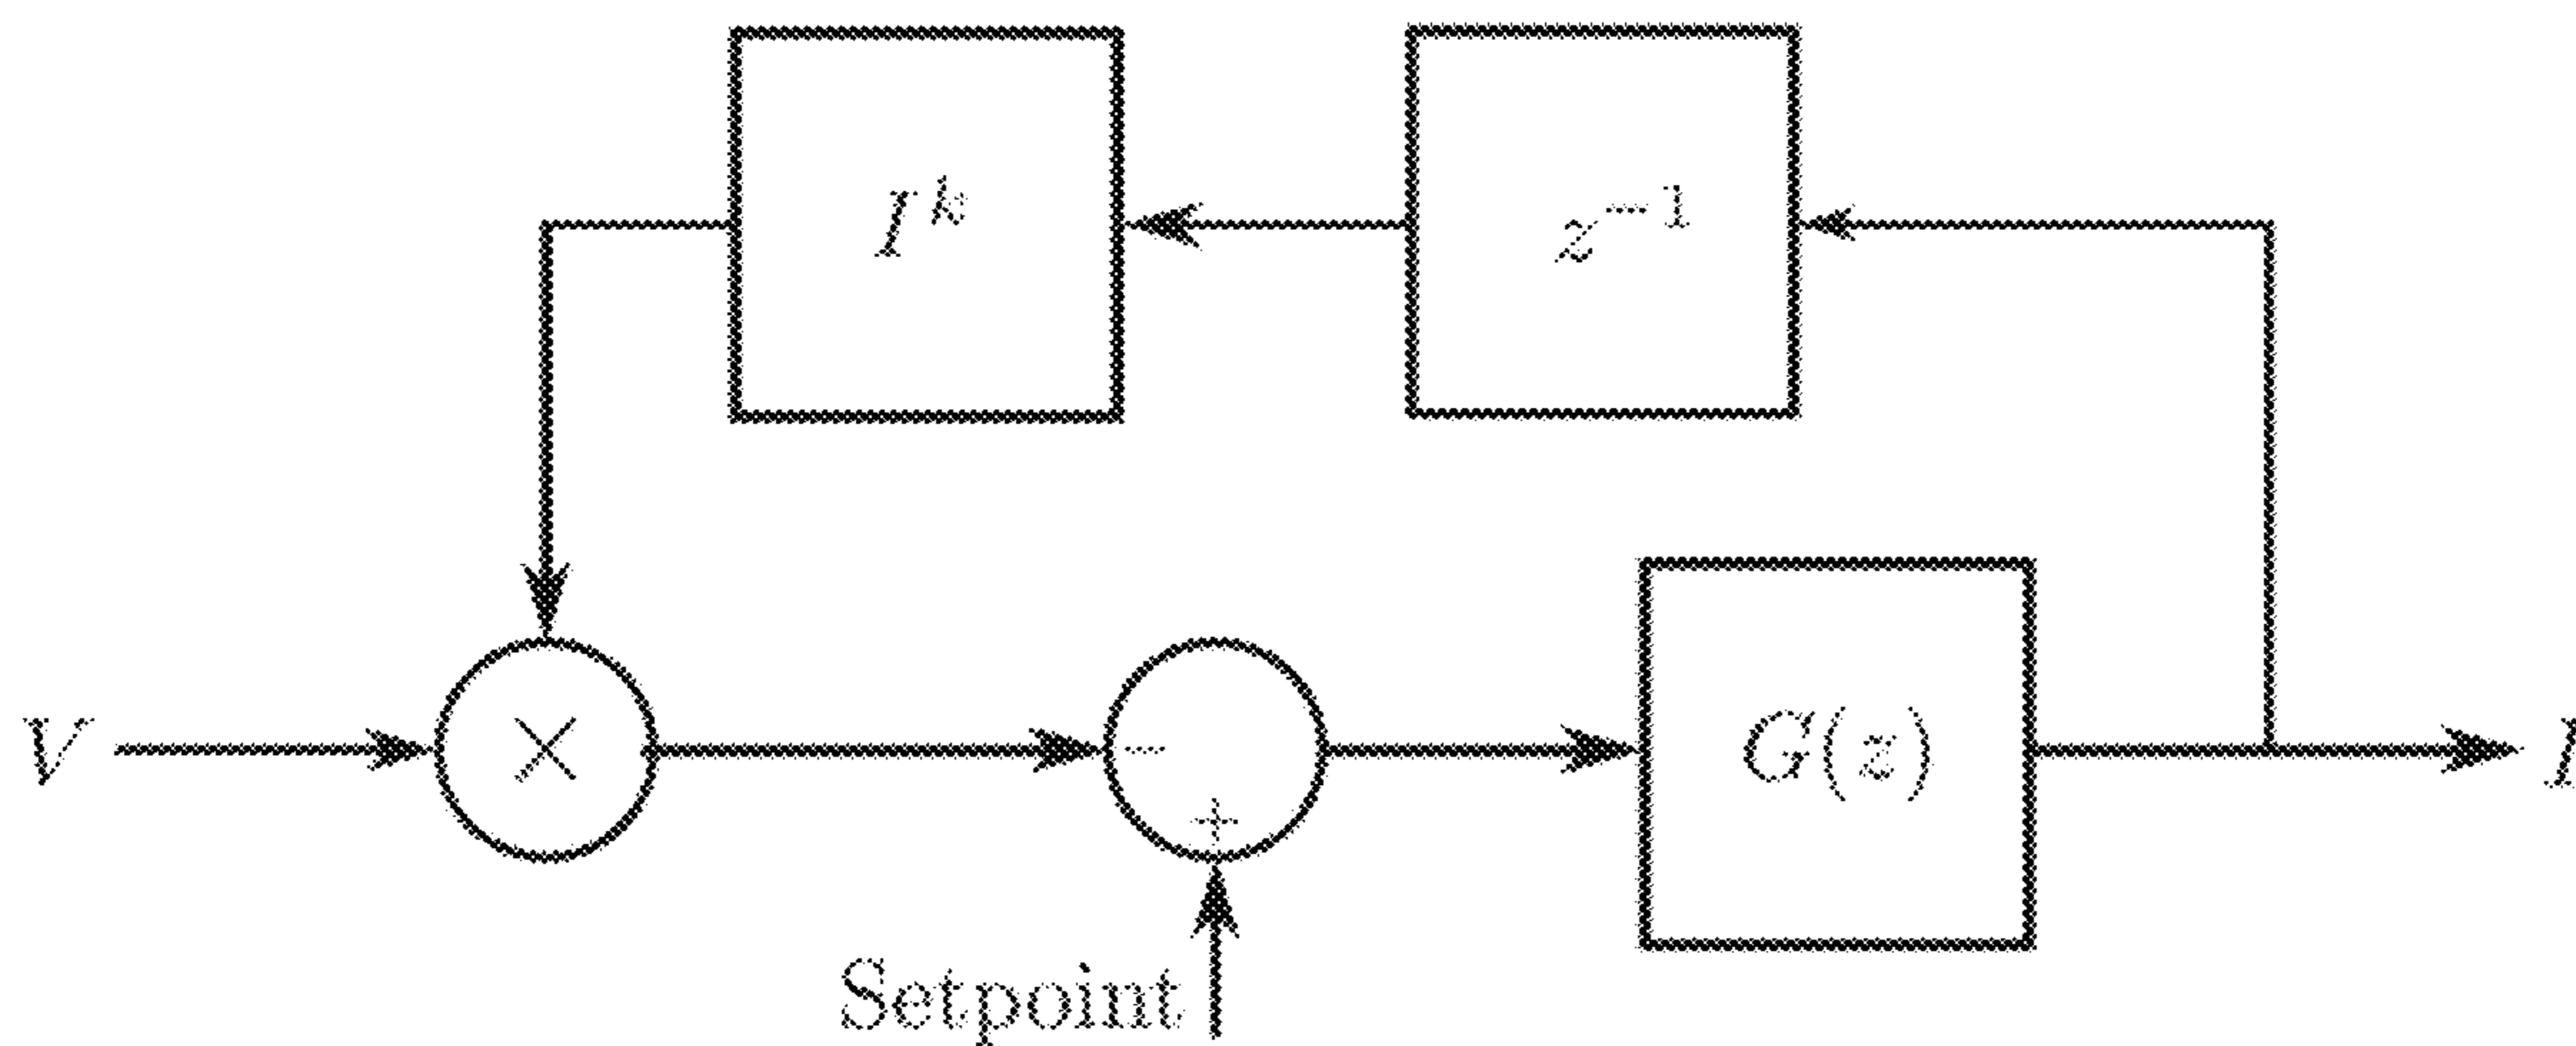 I^k
z^{-1}
V
×
−
+
G(z)
Setpoint